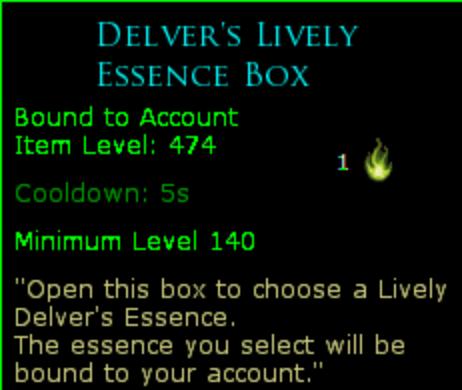 Delver's Lively
Essence Box
Bound to Account
Item Level: 474
1
Cooldown: 5s
Minimum Level 140
"Open this box to choose a Lively
Delver's Essence.
The essence you select will be
bound to your account."